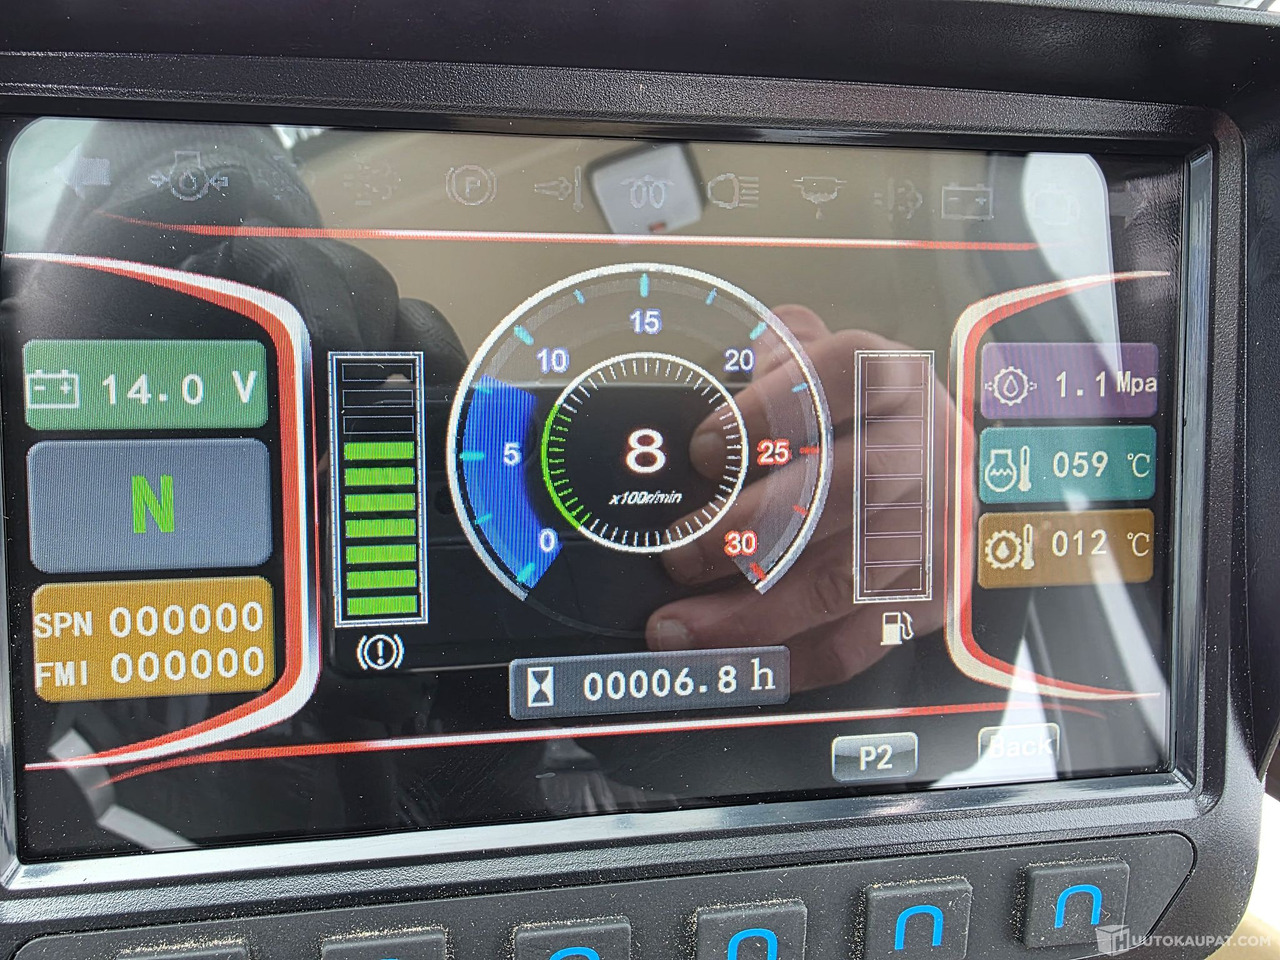 P
14.0 V
N
SPN 000000
FMI 000000
0
5
10
15
20
25
30
8
x100r/min
1.1 Mpa
059 ℃
012 ℃
00006.8 h
P2
Back
HUUTOKAUPAT.COM